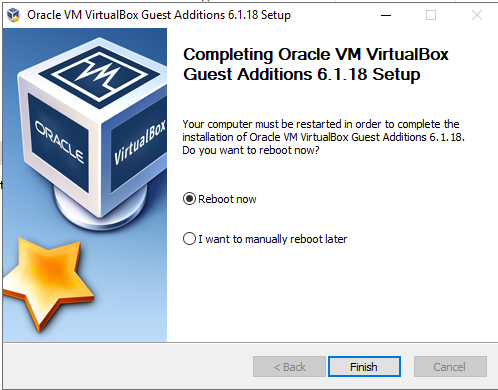 Oracle VM VirtualBox Guest Additions 6.1.18 Setup
Completing Oracle VM VirtualBox
Guest Additions 6.1.18 Setup
Your computer must be restarted in order to complete the
installation of Oracle VM VirtualBox Guest Additions 6.1.18.
Do you want to reboot now?
ORACLE
VirtualBox
Reboot now
I want to manually reboot later
< Back
Finish
Cancel